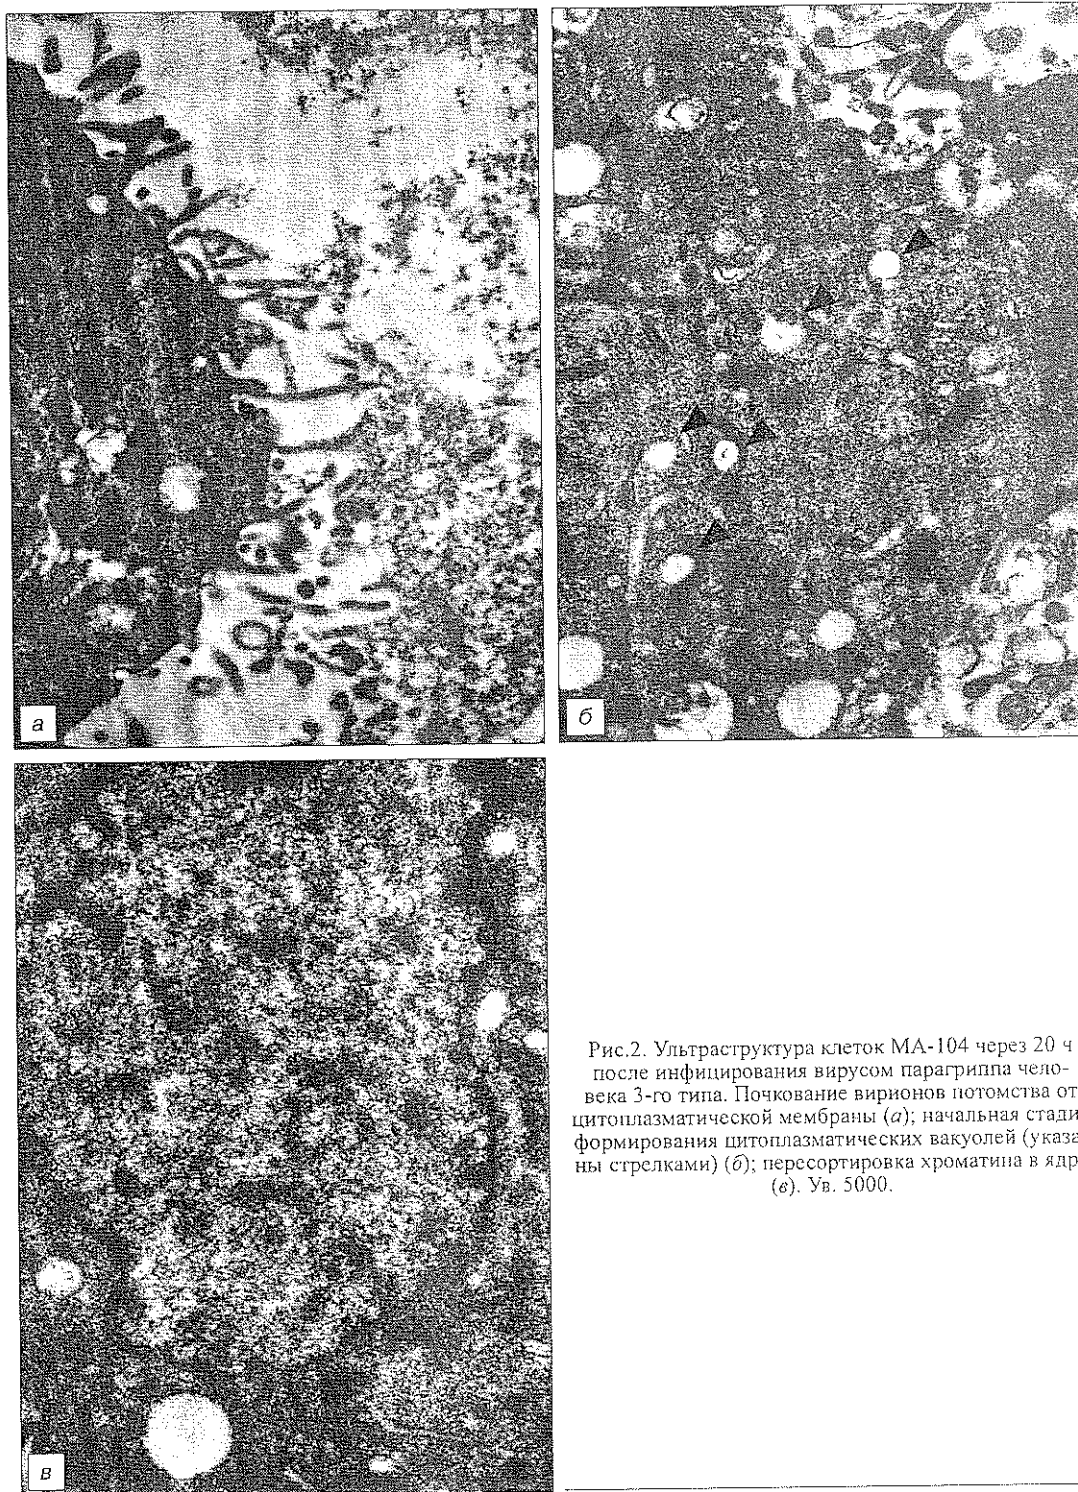 а
б
в
Рис.2. Ультраструктура клеток МА-104 через 20 ч
после инфицирования вирусом парагриппа чело-
века 3-го типа. Почкование вирионов потомства от
цитоплазматической мембраны (а); начальная стади
формирования цитоплазматических вакуолей (указа
ны стрелками) (б); пересортировка хроматина в ядр
(в). Ув. 5000.